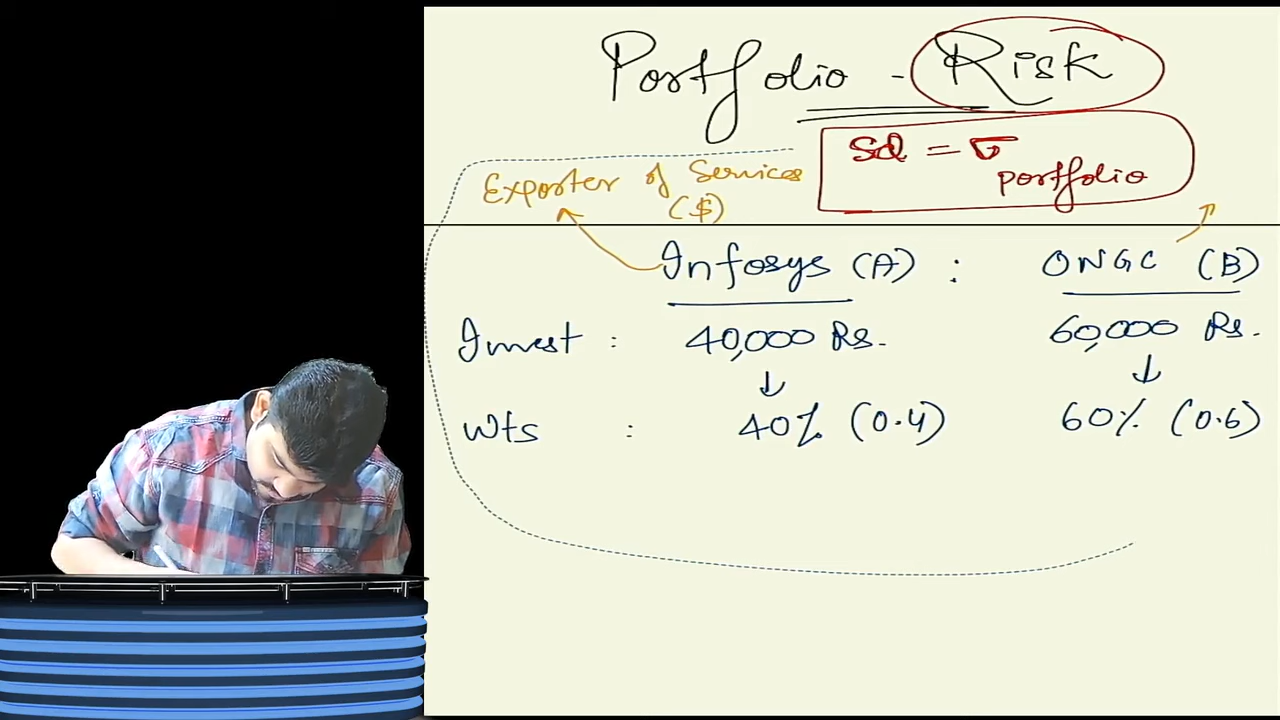 Portfolio - Risk
Sd = σ portfolio
Exporter of Services
($)
Infosys (A) : ONGC (B)
Invest : 40,000 Rs. 60,000 Rs.
↓ ↓
Wts : 40% (0.4) 60% (0.6)